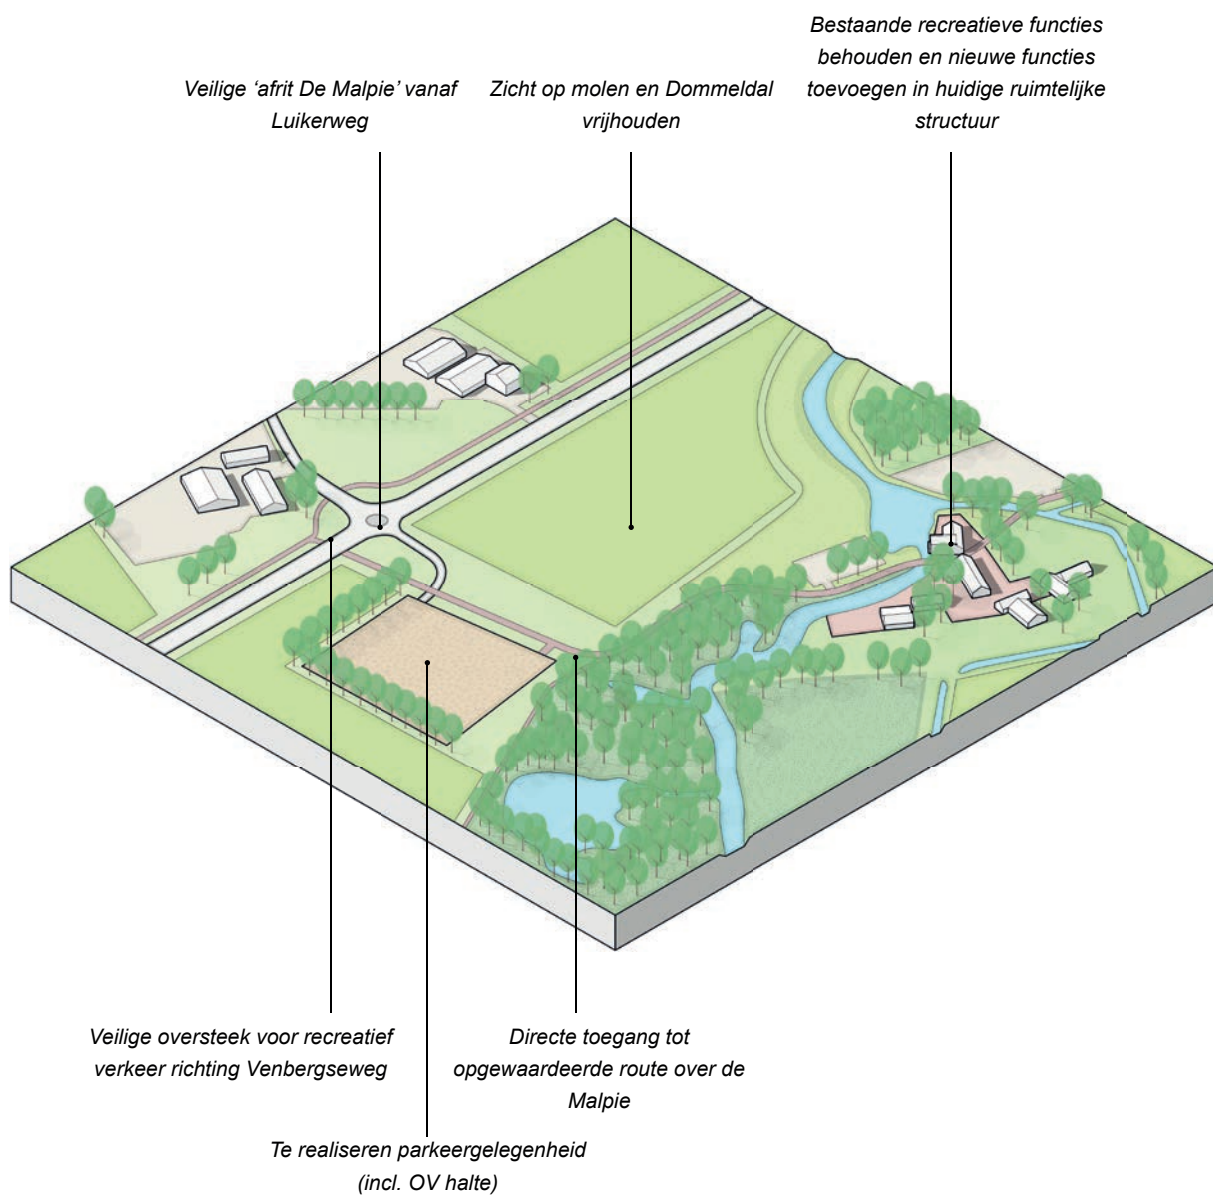 Bestaande recreatieve functies
behouden en nieuwe functies
toevoegen in huidige ruimtelijke
structuur
Veilige ‘afrit De Malpie’ vanaf
Luikerweg
Zicht op molen en Dommeldal
vrijhouden
Veilige oversteek voor recreatief
verkeer richting Venbergseweg
Directe toegang tot
opgewaardeerde route over de
Malpie
Te realiseren parkeergelegenheid
(incl. OV halte)